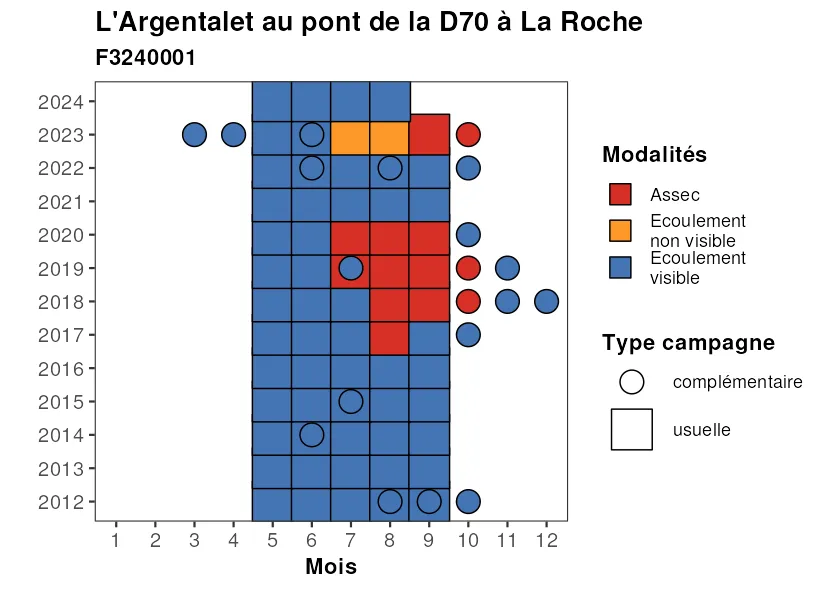 L'Argentalet au pont de la D70 à La Roche
F3240001
2024
2023
2022
2021
2020
2019
2018
2017
2016
2015
2014
2013
2012
1 2 3 4 5 6 7 8 9 10 11 12
Mois
Modalités
Assec
Ecoulement
non visible
Ecoulement
visible
Type campagne
complémentaire
usuelle